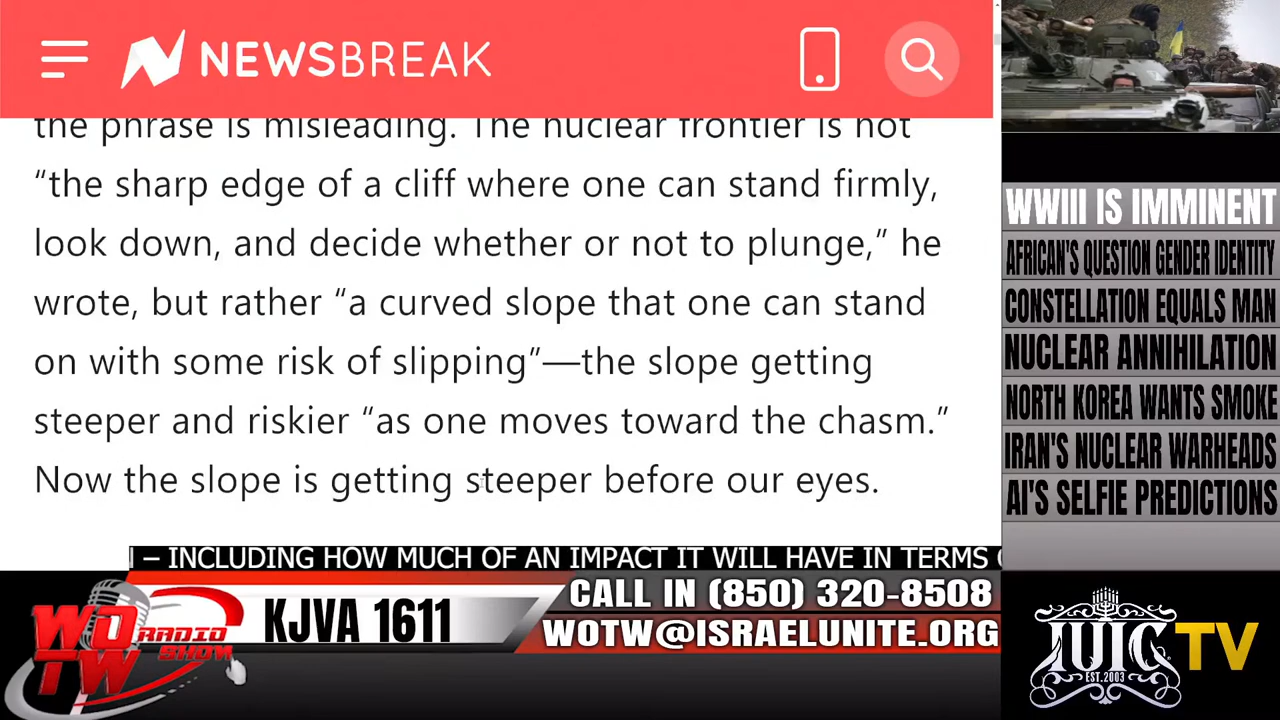 NEWSBREAK
the phrase is misleading. The nuclear frontier is not
“the sharp edge of a cliff where one can stand firmly,
look down, and decide whether or not to plunge,” he
wrote, but rather “a curved slope that one can stand
on with some risk of slipping”—the slope getting
steeper and riskier “as one moves toward the chasm.”
Now the slope is getting steeper before our eyes.
WWIII IS IMMINENT
AFRICAN'S QUESTION GENDER IDENTITY
CONSTELLATION EQUALS MAN
NUCLEAR ANNIHILATION
NORTH KOREA WANTS SMOKE
IRAN'S NUCLEAR WARHEADS
AI'S SELFIE PREDICTIONS
– INCLUDING HOW MUCH OF AN IMPACT IT WILL HAVE IN TERMS
WOTW RADIO SHOW
KJVA 1611
CALL IN (850) 320-8508
WOTW@ISRAELUNITE.ORG
IUIC TV
EST.2003